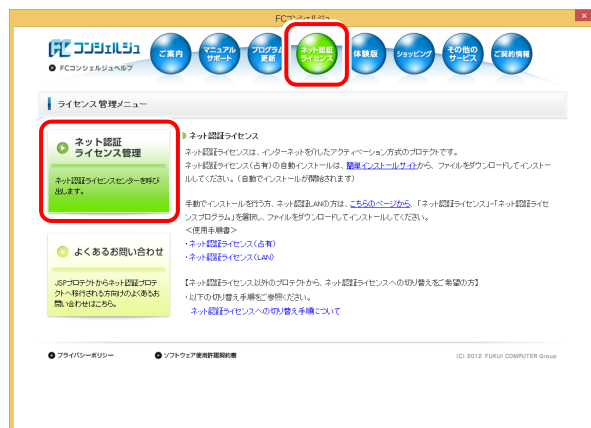 FCコンシェルジュ
FCコンシェルジュ
FCコンシェルジュヘルプ
ご案内
マニュアル
サポート
プログラム
更新
ネット認証
ライセンス
体験版
ショッピング
その他の
サービス
ご契約情報
ライセンス管理メニュー
ネット認証
ライセンス管理
ネット認証ライセンスセンターを呼び
出します。
よくあるお問い合わせ
JSPプロテクトからネット認証プロテ
クトへ移行される方向けのよくあるお
問い合わせはこちら。
ネット認証ライセンス
ネット認証ライセンスは、インターネットを介したアクティベーション方式のプロテクトです。
ネット認証ライセンス(占有)の自動インストールは、簡単インストールサイトから、ファイルをダウンロードしてインストー
ルしてください。(自動でインストールが開始されます)
手動でインストールを行う方、ネット認証LANの方は、こちらのページから、「ネット認証ライセンス」-「ネット認証ライセ
ンスプログラム」を選択し、ファイルをダウンロードしてインストールしてください。
<使用手順書>
・ネット認証ライセンス(占有)
・ネット認証ライセンス(LAN)
【ネット認証ライセンス以外のプロテクトから、ネット認証ライセンスへの切り替えをご希望の方】
・以下の切り替え手順をご参照ください。
ネット認証ライセンスへの切り替え手順について
プライバシーポリシー
ソフトウェア使用許諾契約書
(C) 2012 FUKUI COMPUTER Group